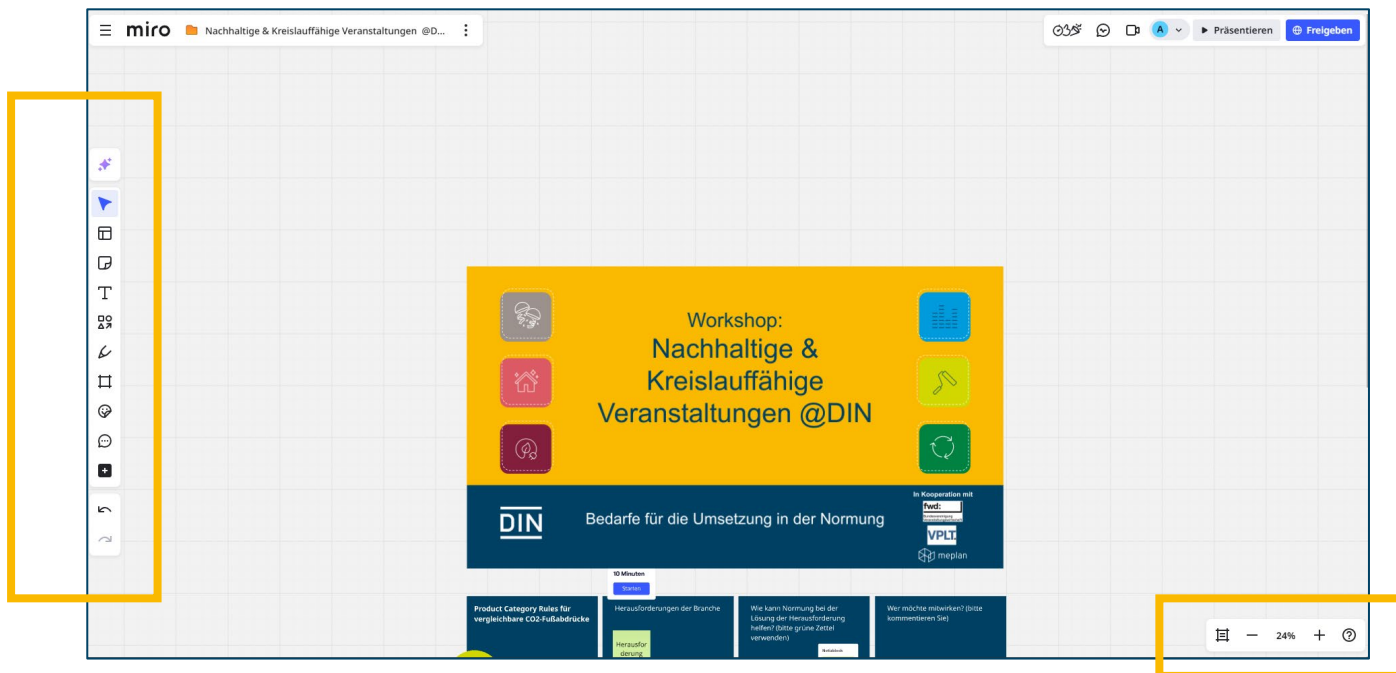 miro
Nachhaltige & Kreislauffähige Veranstaltungen @D...
A
Präsentieren
Freigeben
Workshop:
Nachhaltige &
Kreislauffähige
Veranstaltungen @DIN
DIN
Bedarfe für die Umsetzung in der Normung
In Kooperation mit
fwd:
VPLT.
meplan
10 Minuten
Starten
Product Category Rules für
vergleichbare CO2-Fußabdrücke
Herausforderungen der Branche
Herausfor
derung
Wie kann Normung bei der
Lösung der Herausforderung
helfen? (bitte grüne Zettel
verwenden)
Notizblock
Wer möchte mitwirken? (bitte
kommentieren Sie)
24%